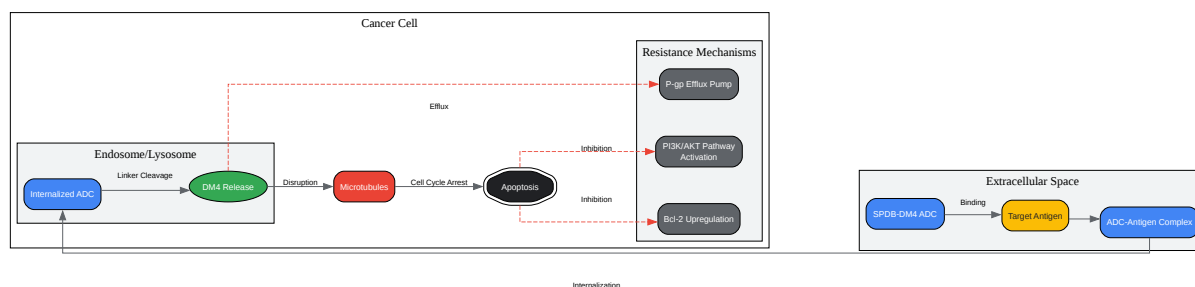 Cancer Cell
Resistance Mechanisms
P-gp Efflux Pump
Efflux
Endosome/Lysosome
Linker Cleavage
Internalized ADC
DM4 Release
Disruption
Microtubules
Cell Cycle Arrest
Apoptosis
Inhibition
PI3K/AKT Pathway
Activation
Inhibition
Bcl-2 Upregulation
Extracellular Space
SPDB-DM4 ADC
Binding
Target Antigen
ADC-Antigen Complex
Internalization